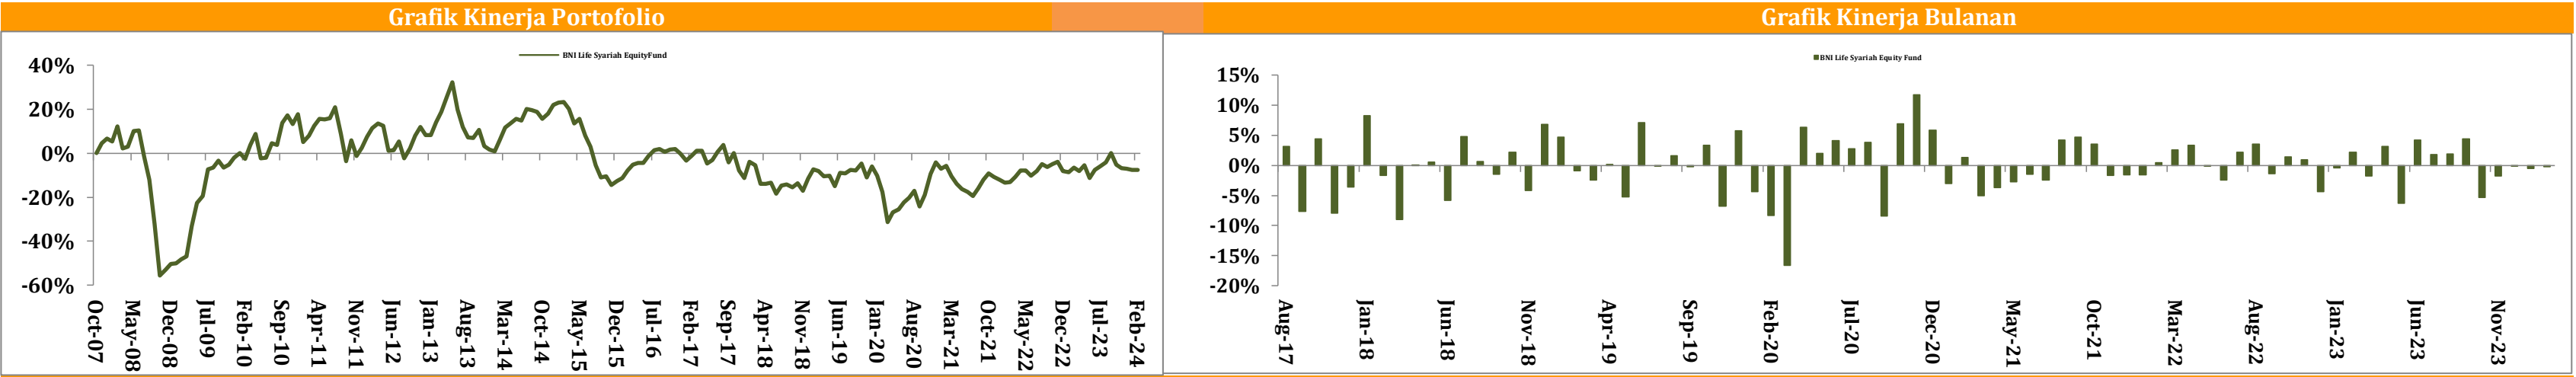 Grafik Kinerja Portofolio
BNI Life Syariah EquityFund
40%
20%
0%
-20%
-40%
-60%
Oct-07
May-08
Dec-08
Jul-09
Feb-10
Sep-10
Apr-11
Nov-11
Jun-12
Jan-13
Aug-13
Mar-14
Oct-14
May-15
Dec-15
Jul-16
Feb-17
Sep-17
Apr-18
Nov-18
Jun-19
Jan-20
Aug-20
Mar-21
Oct-21
May-22
Dec-22
Jul-23
Feb-24
Grafik Kinerja Bulanan
BNI Life Syariah Equity Fund
15%
10%
5%
0%
-5%
-10%
-15%
-20%
Aug-17
Jan-18
Jun-18
Nov-18
Apr-19
Sep-19
Feb-20
Jul-20
Dec-20
May-21
Oct-21
Mar-22
Aug-22
Jan-23
Jun-23
Nov-23